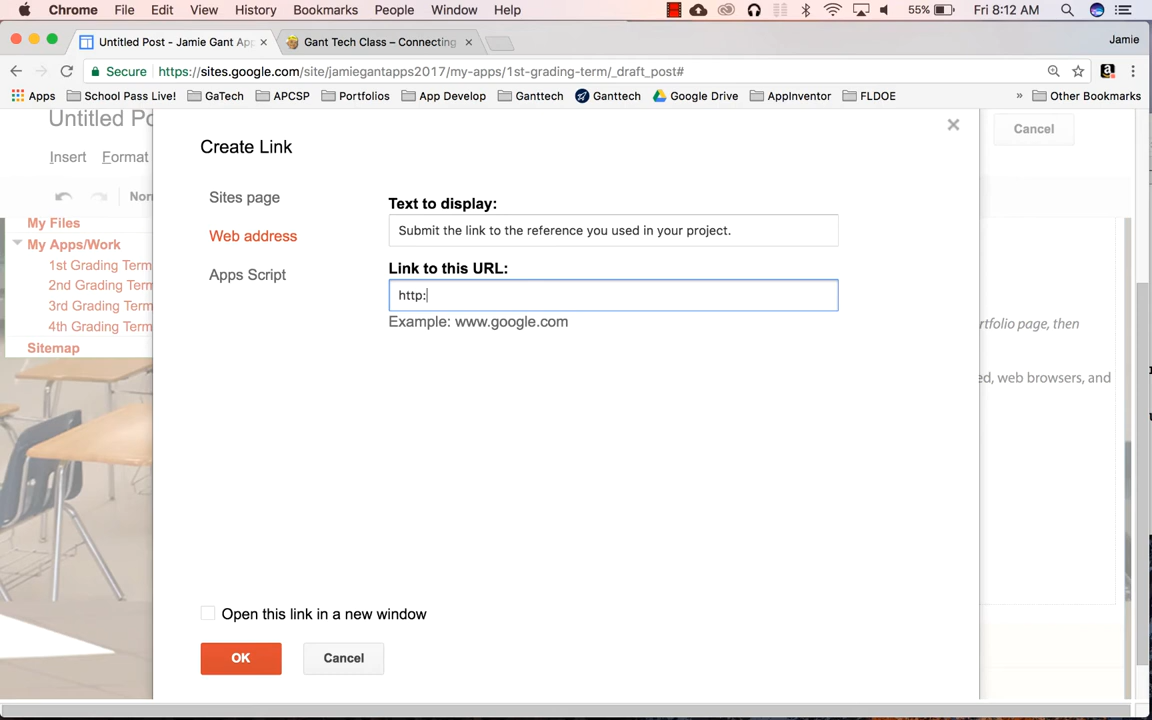 Chrome File Edit View History Bookmarks People Window Help 55% Fri 8:12 AM
Untitled Post - Jamie Gant App × Gant Tech Class – Connecting × Jamie
Secure https://sites.google.com/site/jamiegantapps2017/my-apps/1st-grading-term/_draft_post#
Apps School Pass Live! GaTech APCSP Portfolios App Develop Ganttech Ganttech Google Drive AppInventor FLDOE » Other Bookmarks
Untitled Po
Cancel
Insert Format
Norr
My Files
My Apps/Work
1st Grading Term
2nd Grading Tern
3rd Grading Term
4th Grading Term
Sitemap
Create Link
Sites page
Web address
Apps Script
Text to display:
Submit the link to the reference you used in your project.
Link to this URL:
http:
Example: www.google.com
rtfolio page, then
ed, web browsers, and
Open this link in a new window
OK Cancel